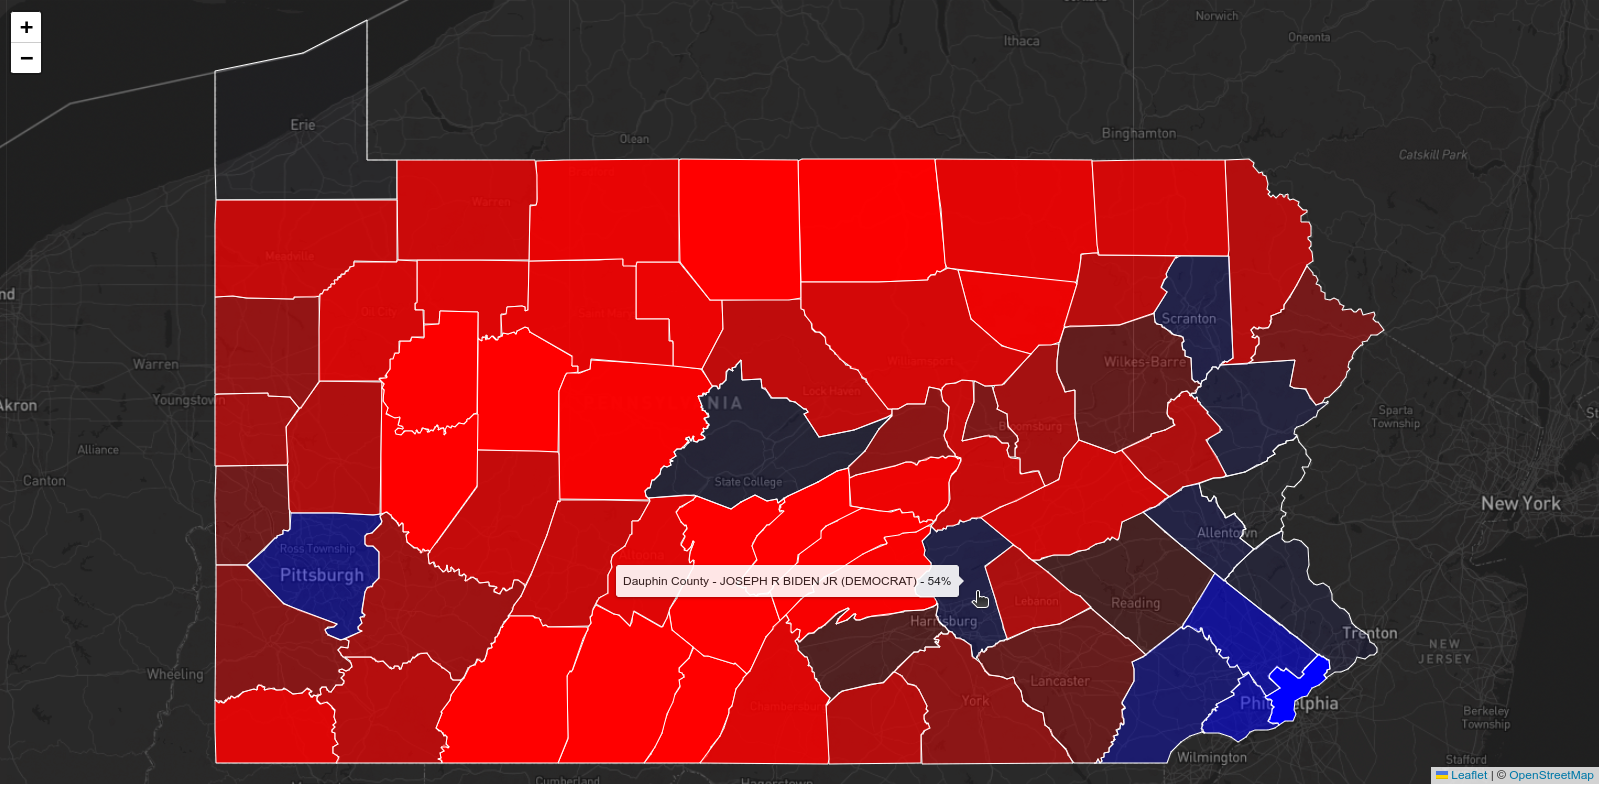 +
−
Norwich
Ithaca
Oneonta
Erie
Olean
Binghamton
Catskill Park
Bradford
Warren
Meadville
nd
Oil City
Saint Marys
Scranton
Warren
Williamsport
Wilkes-Barre
Youngstown
Akron
Lock Haven
NIA
Sparta
Township
Bloomsburg
Alliance
Canton
State College
New York
Allentown
Ross Township
Altoona
Pittsburgh
Dauphin County - JOSEPH R BIDEN JR (DEMOCRAT) - 54%
Lebanon
Reading
Harrisburg
Trenton
NEW
JERSEY
Wheeling
Lancaster
York
Chambersburg
Philadelphia
Berkeley
Township
Wilmington
Stafford
Cumberland
Hagerstown
Leaflet | © OpenStreetMap